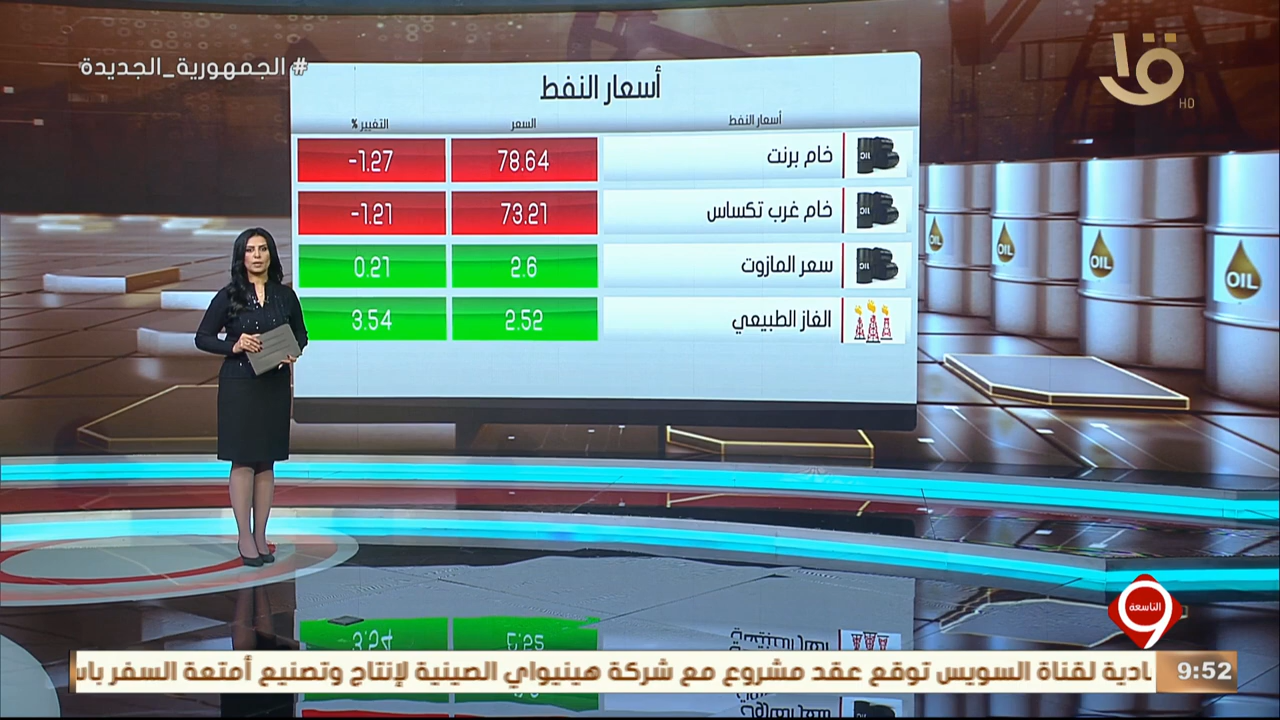 #الجمهورية_الجديدة
HD
أسعار النفط
أسعار النفط السعر التغيير %
خام برنت 78.64 -1.27
خام غرب تكساس 73.21 -1.21
سعر المازوت 2.6 0.21
الغاز الطبيعي 2.52 3.54
OIL
OIL
OIL
OIL
التاسعة
9
9:52
ـادية لقناة السويس توقع عقد مشروع مع شركة هينيواي الصينية لإنتاج وتصنيع أمتعة السفر